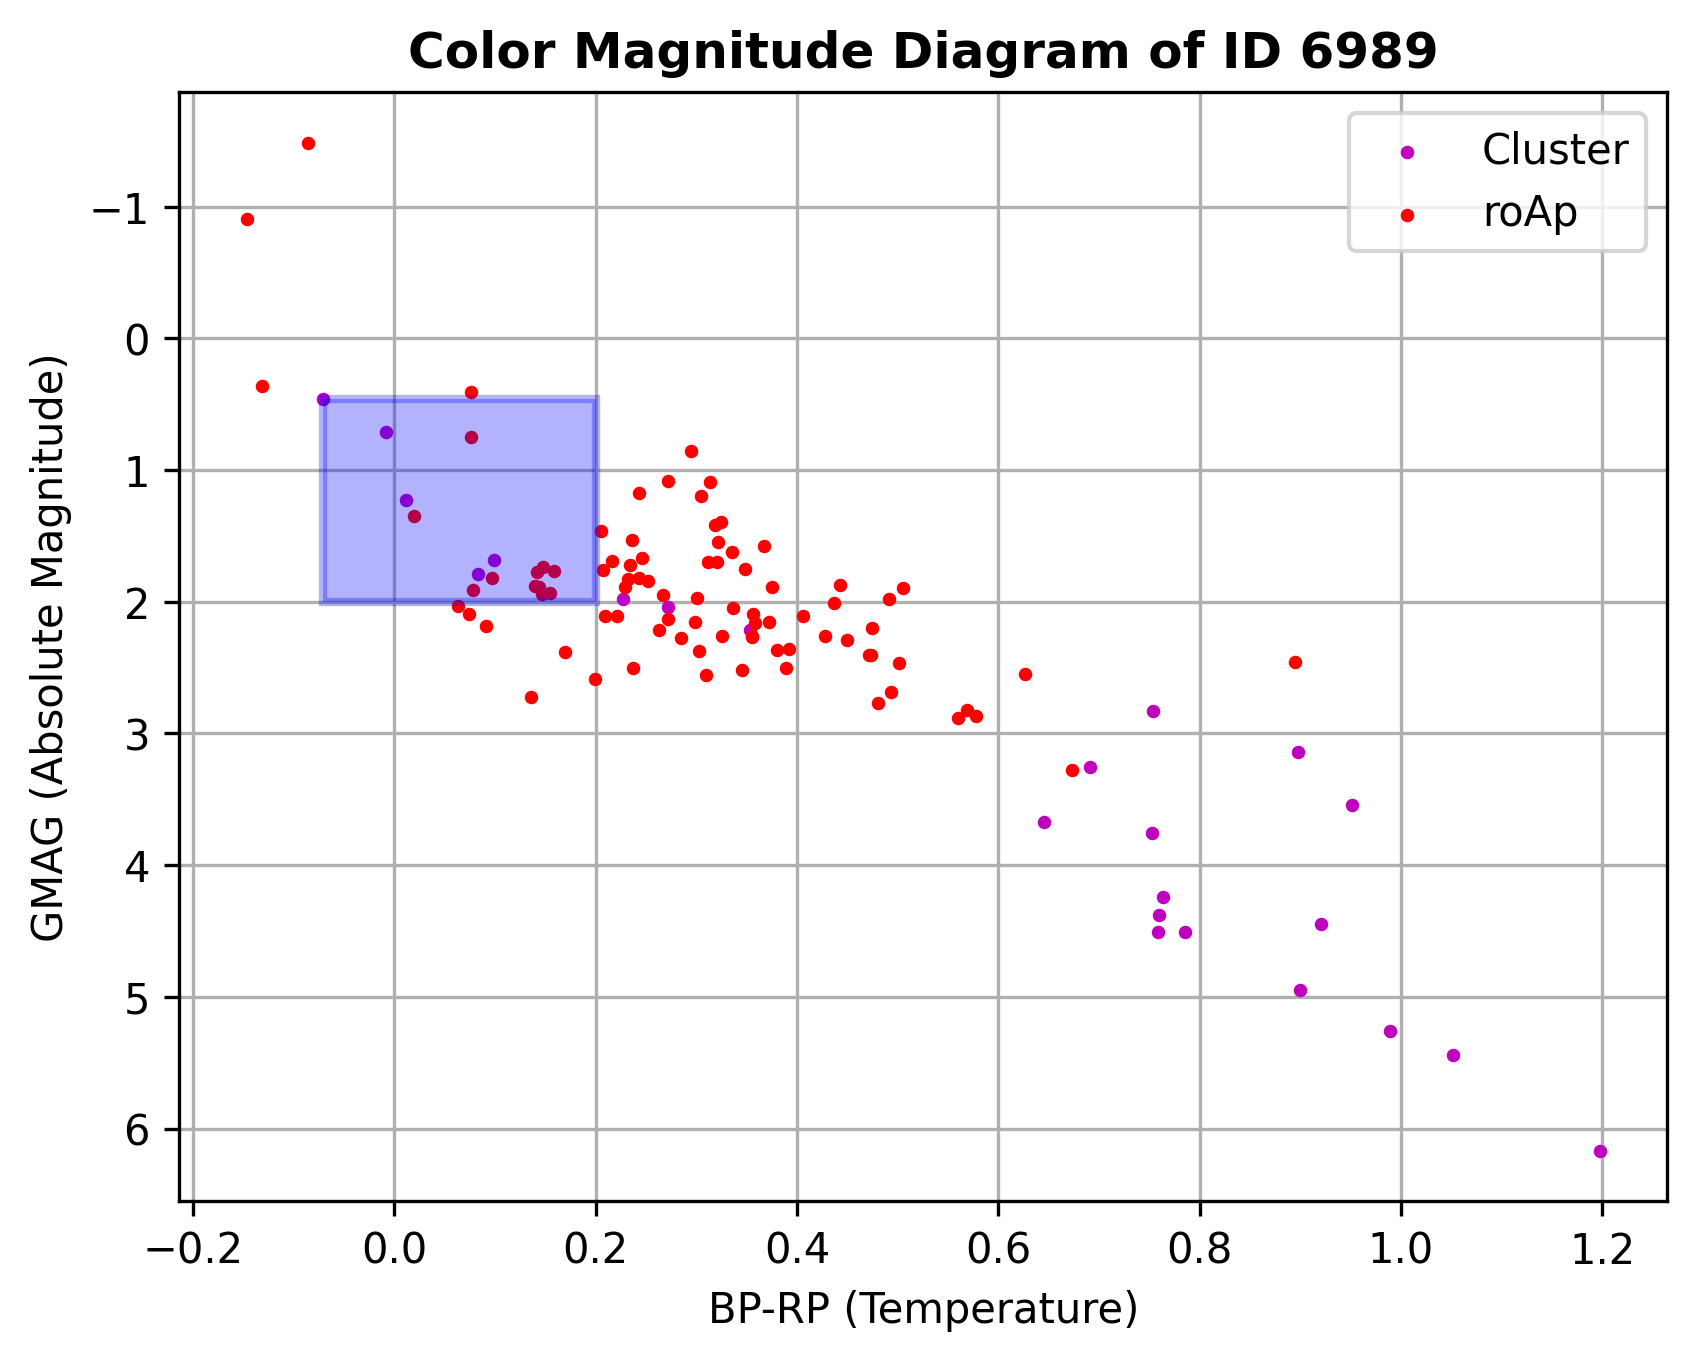 Color Magnitude Diagram of ID 6989
Cluster
roAp
GMAG (Absolute Magnitude)
−1
0
1
2
3
4
5
6
−0.2 0.0 0.2 0.4 0.6 0.8 1.0 1.2
BP-RP (Temperature)